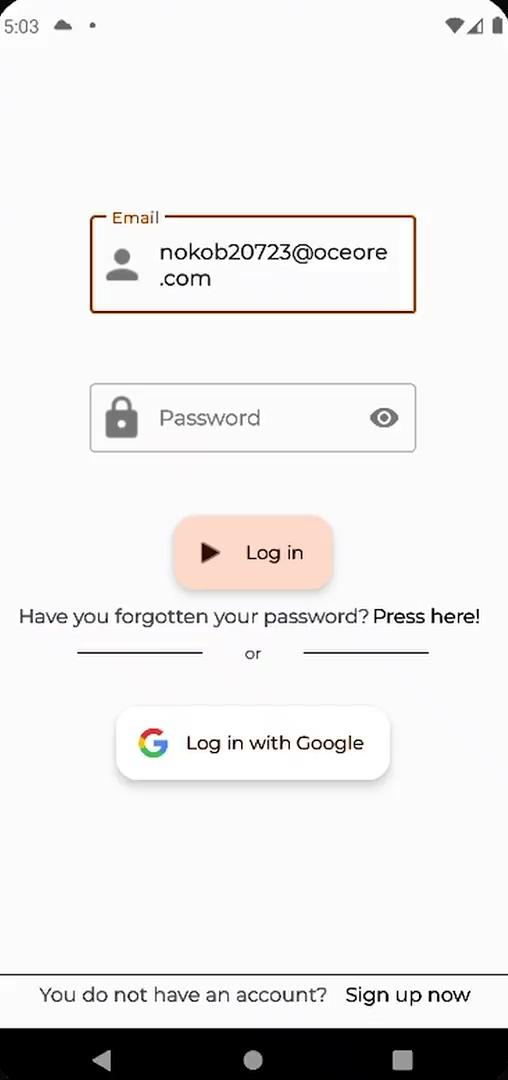 5:03
Email
nokob20723@oceore
.com
Password
Log in
Have you forgotten your password? Press here!
or
Log in with Google
You do not have an account? Sign up now